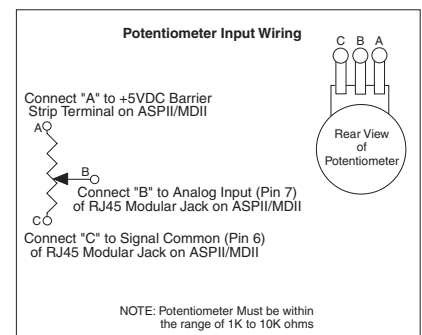 Potentiometer Input Wiring
C B A
Rear View
of
Potentiometer
Connect "A" to +5VDC Barrier
Strip Terminal on ASPII/MDII
A
B
Connect "B" to Analog Input (Pin 7)
of RJ45 Modular Jack on ASPII/MDII
C
Connect "C" to Signal Common (Pin 6)
of RJ45 Modular Jack on ASPII/MDII
NOTE: Potentiometer Must be within
the range of 1K to 10K ohms